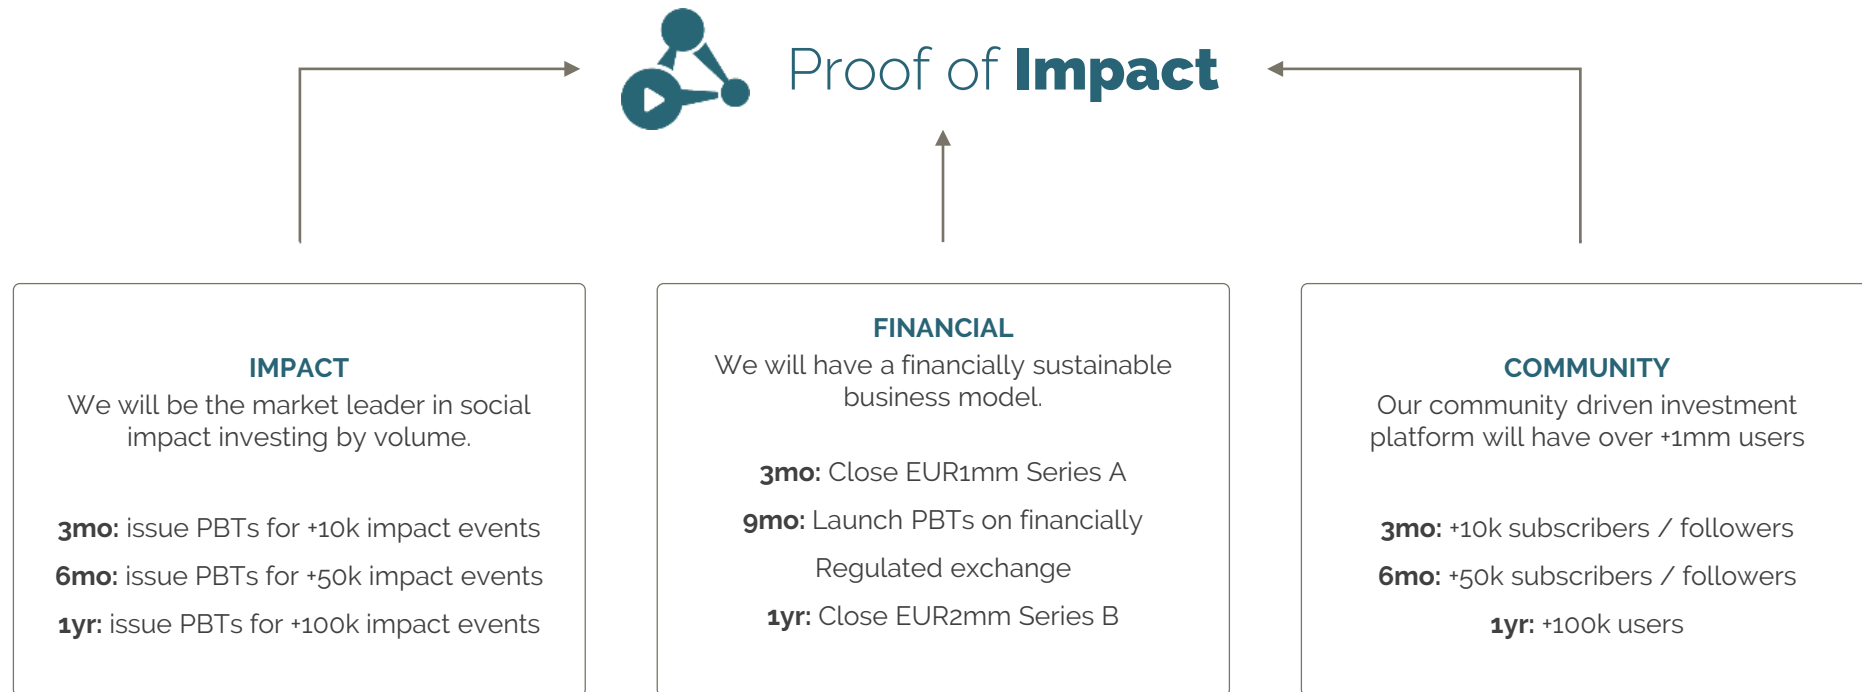 Proof of Impact
IMPACT
We will be the market leader in social
impact investing by volume.
3mo: issue PBTs for +10k impact events
6mo: issue PBTs for +50k impact events
1yr: issue PBTs for +100k impact events
FINANCIAL
We will have a financially sustainable
business model.
3mo: Close EUR1mm Series A
9mo: Launch PBTs on financially
Regulated exchange
1yr: Close EUR2mm Series B
COMMUNITY
Our community driven investment
platform will have over +1mm users
3mo: +10k subscribers / followers
6mo: +50k subscribers / followers
1yr: +100k users